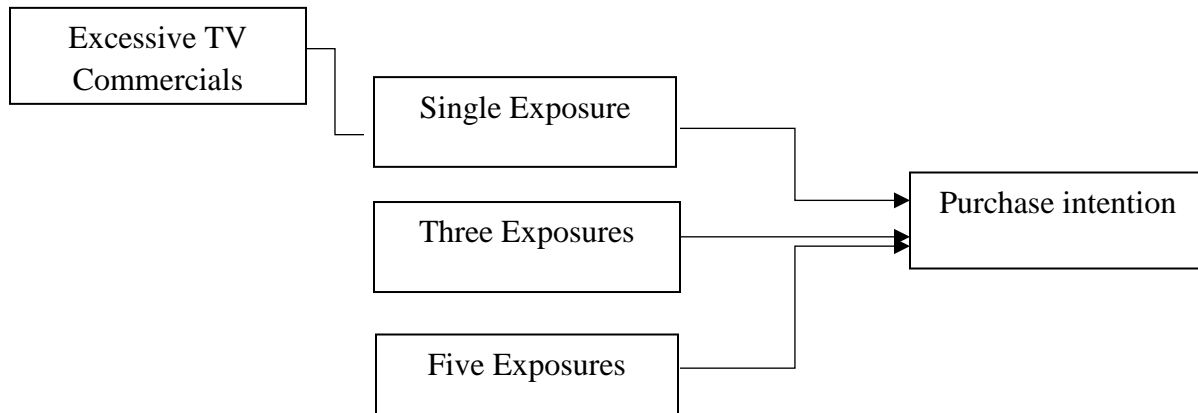 Excessive TV
Commercials
Single Exposure
Three Exposures
Purchase intention
Five Exposures